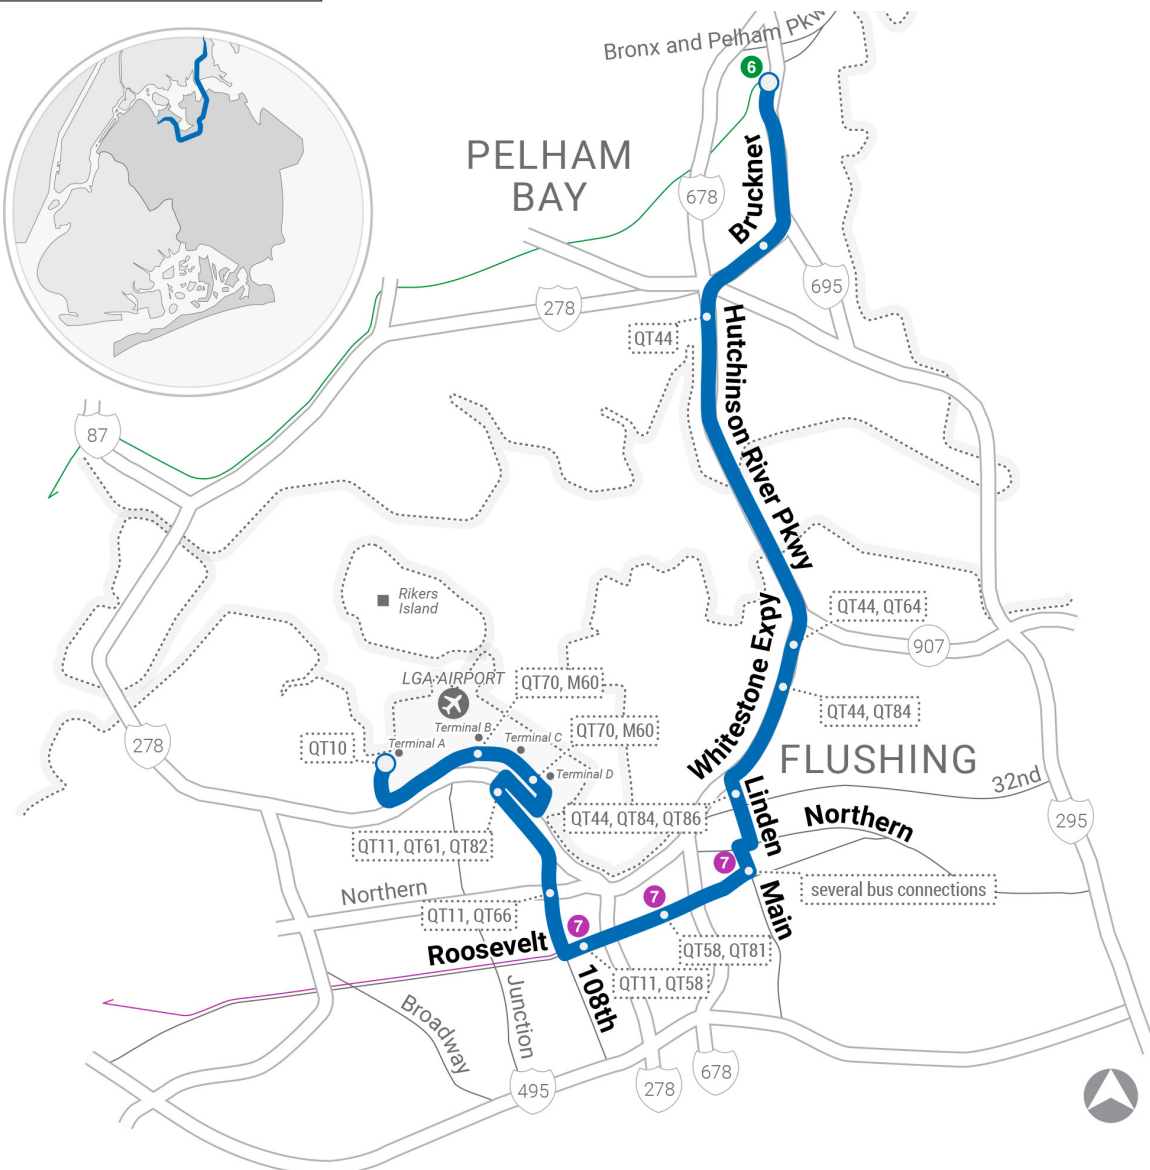 Bronx and Pelham Pkwy
6
PELHAM
BAY
678
Bruckner
695
278
QT44
Hutchinson River Pkwy
87
Rikers
Island
QT44, QT64
907
Whitestone Expy
LGA AIRPORT
QT70, M60
QT44, QT84
Terminal B
QT70, M60
Terminal C
278
QT10
Terminal A
FLUSHING
Terminal D
32nd
Linden
QT44, QT84, QT86
Northern
295
QT11, QT61, QT82
7
several bus connections
Northern
7
Main
QT11, QT66
7
Roosevelt
QT58, QT81
QT11, QT58
108th
Junction
Broadway
678
495
278